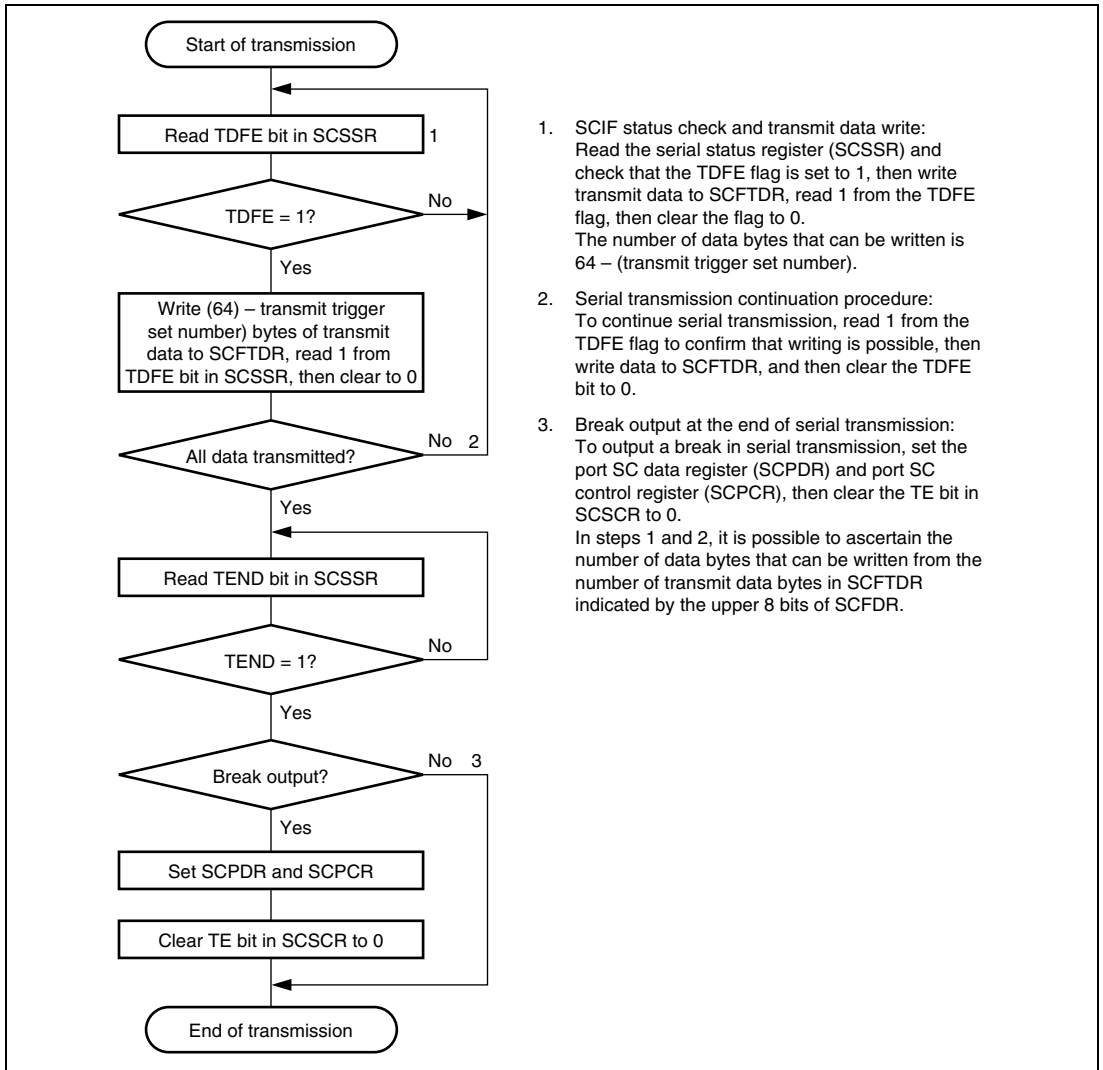 Start of transmission
Read TDFE bit in SCSSR
1
TDFE = 1?
No
Yes
Write (64) – transmit trigger
set number) bytes of transmit
data to SCFTDR, read 1 from
TDFE bit in SCSSR, then clear to 0
All data transmitted?
No 2
Yes
Read TEND bit in SCSSR
TEND = 1?
No
Yes
Break output?
No 3
Yes
Set SCPDR and SCPCR
Clear TE bit in SCSCR to 0
End of transmission
1. SCIF status check and transmit data write:
Read the serial status register (SCSSR) and
check that the TDFE flag is set to 1, then write
transmit data to SCFTDR, read 1 from the TDFE
flag, then clear the flag to 0.
The number of data bytes that can be written is
64 – (transmit trigger set number).
2. Serial transmission continuation procedure:
To continue serial transmission, read 1 from the
TDFE flag to confirm that writing is possible, then
write data to SCFTDR, and then clear the TDFE
bit to 0.
3. Break output at the end of serial transmission:
To output a break in serial transmission, set the
port SC data register (SCPDR) and port SC
control register (SCPCR), then clear the TE bit in
SCSCR to 0.
In steps 1 and 2, it is possible to ascertain the
number of data bytes that can be written from the
number of transmit data bytes in SCFTDR
indicated by the upper 8 bits of SCFDR.